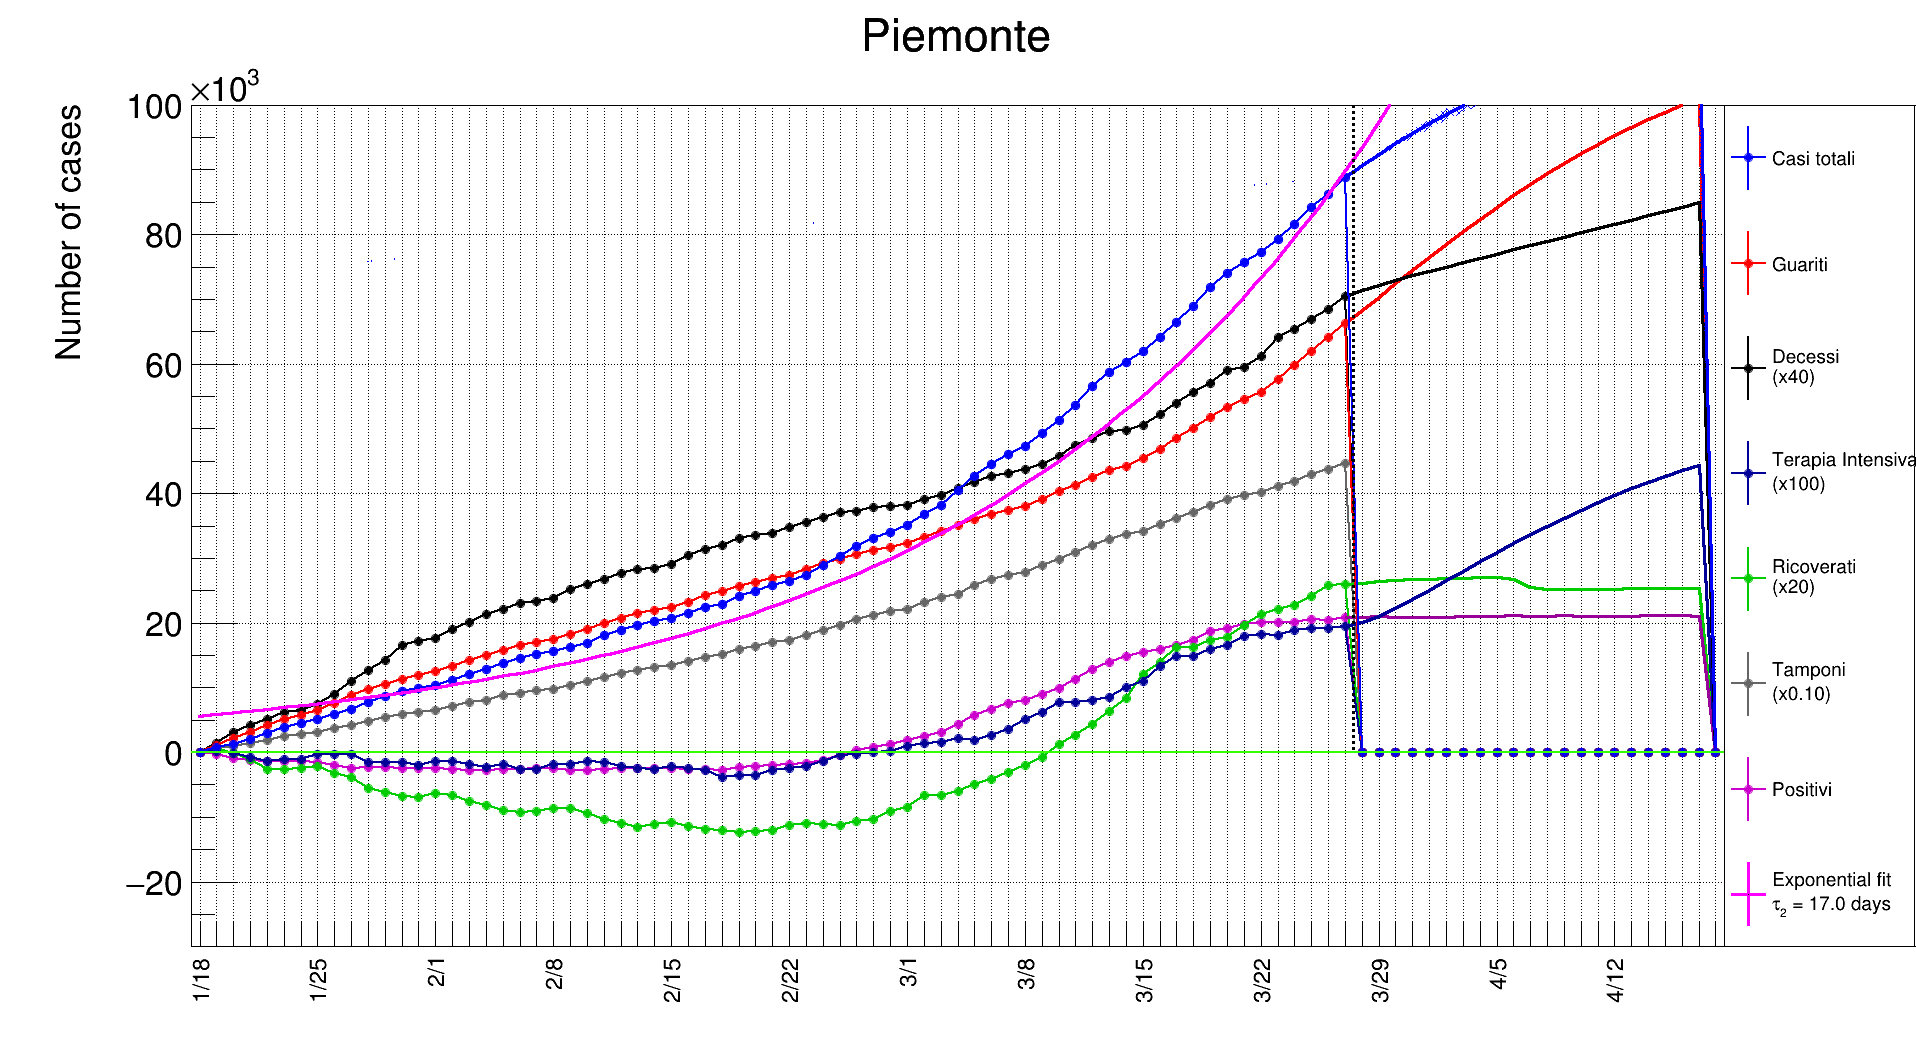 Piemonte
×10³
Number of cases
100
80
60
40
20
0
−20
1/18
1/25
2/1
2/8
2/15
2/22
3/1
3/8
3/15
3/22
3/29
4/5
4/12
Casi totali
Guariti
Decessi
(x40)
Terapia Intensiva
(x100)
Ricoverati
(x20)
Tamponi
(x0.10)
Positivi
Exponential fit
τ₂ = 17.0 days